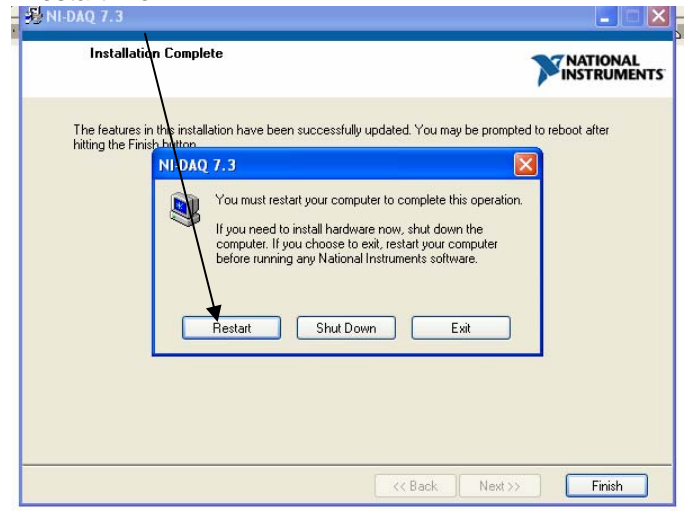 NI-DAQ 7.3
Installation Complete
NATIONAL
INSTRUMENTS
The features in this installation have been successfully updated. You may be prompted to reboot after
hitting the Finish button.
NI-DAQ 7.3
You must restart your computer to complete this operation.
If you need to install hardware now, shut down the
computer. If you choose to exit, restart your computer
before running any National Instruments software.
Restart Shut Down Exit
<< Back Next >> Finish